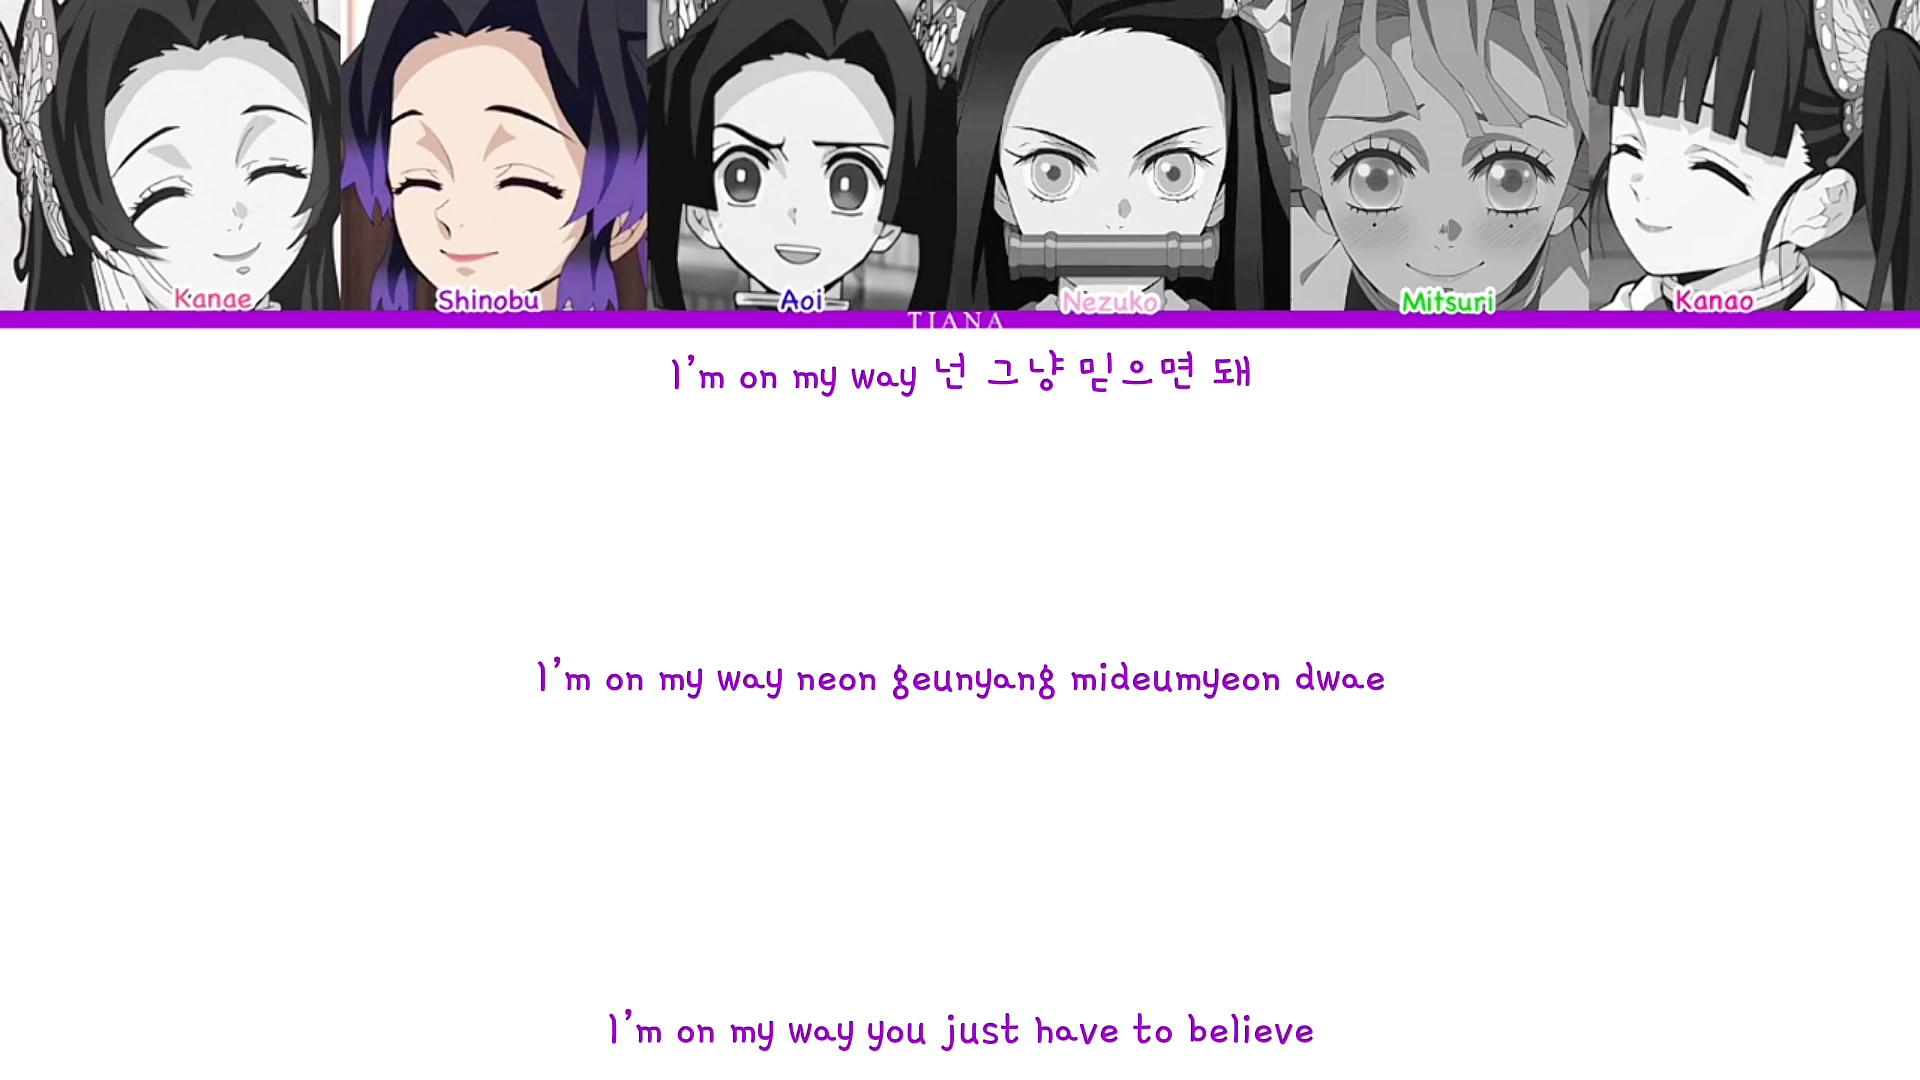 Kanae
Shinobu
Aoi
Nezuko
Mitsuri
Kanao
TIANA
I'm on my way 넌 그냥 믿으면 돼
I'm on my way neon geunyang mideumyeon dwae
I'm on my way you just have to believe